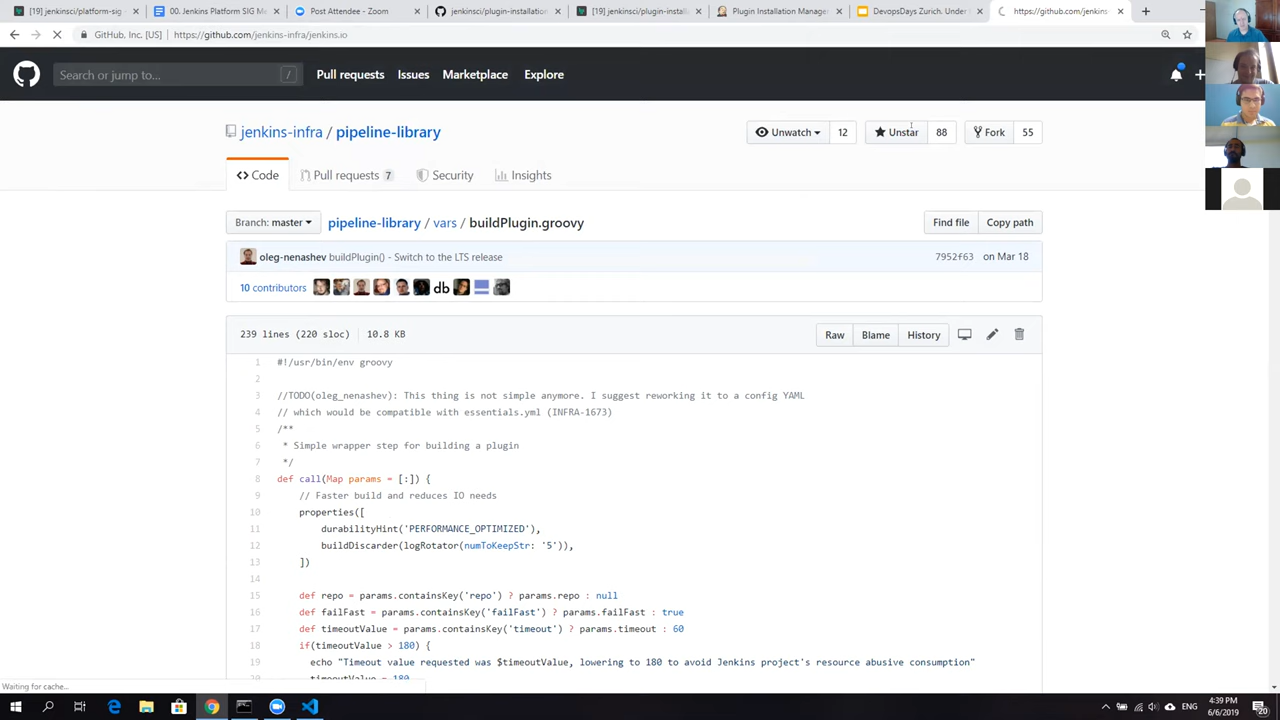 [19] jenkinsci/platform-sig
00. Jenkins Platform SIG Me
Post Attendee - Zoom
jenkinsci/plugin-installation
[19] jenkinsci/plugin-install
Plugin Installation Manage
DevopsDays Zurich. Under
https://github.com/jenkins
GitHub, Inc. [US]
https://github.com/jenkins-infra/jenkins.io
Search or jump to...
/
Pull requests
Issues
Marketplace
Explore
jenkins-infra / pipeline-library
Unwatch
12
Unstar
88
Fork
55
<> Code
Pull requests 7
Security
Insights
Branch: master
pipeline-library / vars / buildPlugin.groovy
Find file
Copy path
oleg-nenashev buildPlugin() - Switch to the LTS release
7952f63
on Mar 18
10 contributors
db
239 lines (220 sloc)
10.8 KB
Raw
Blame
History
1 #!/usr/bin/env groovy
2
3 //TODO(oleg_nenashev): This thing is not simple anymore. I suggest reworking it to a config YAML
4 // which would be compatible with essentials.yml (INFRA-1673)
5 /**
6 * Simple wrapper step for building a plugin
7 */
8 def call(Map params = [:]) {
9 // Faster build and reduces IO needs
10 properties([
11 durabilityHint('PERFORMANCE_OPTIMIZED'),
12 buildDiscarder(logRotator(numToKeepStr: '5')),
13 ])
14
15 def repo = params.containsKey('repo') ? params.repo : null
16 def failFast = params.containsKey('failFast') ? params.failFast : true
17 def timeoutValue = params.containsKey('timeout') ? params.timeout : 60
18 if(timeoutValue > 180) {
19 echo "Timeout value requested was $timeoutValue, lowering to 180 to avoid Jenkins project's resource abusive consumption"
timeoutValue = 180
Waiting for cache...
ENG
4:39 PM
6/6/2019
20